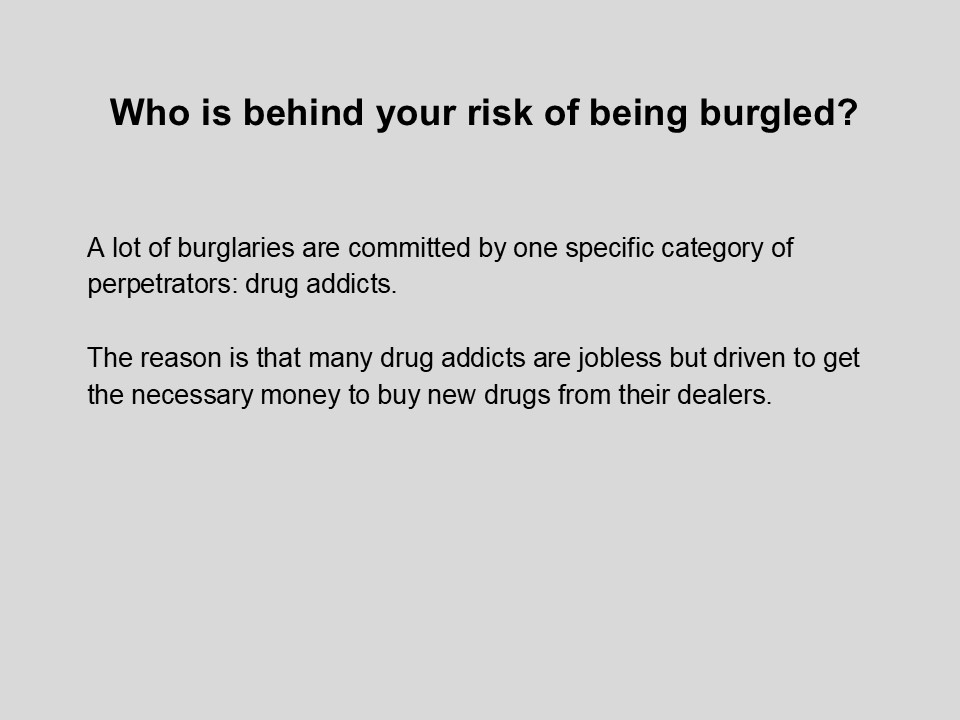 Who is behind your risk of being burgled?
A lot of burglaries are committed by one specific category of
perpetrators: drug addicts.
The reason is that many drug addicts are jobless but driven to get
the necessary money to buy new drugs from their dealers.